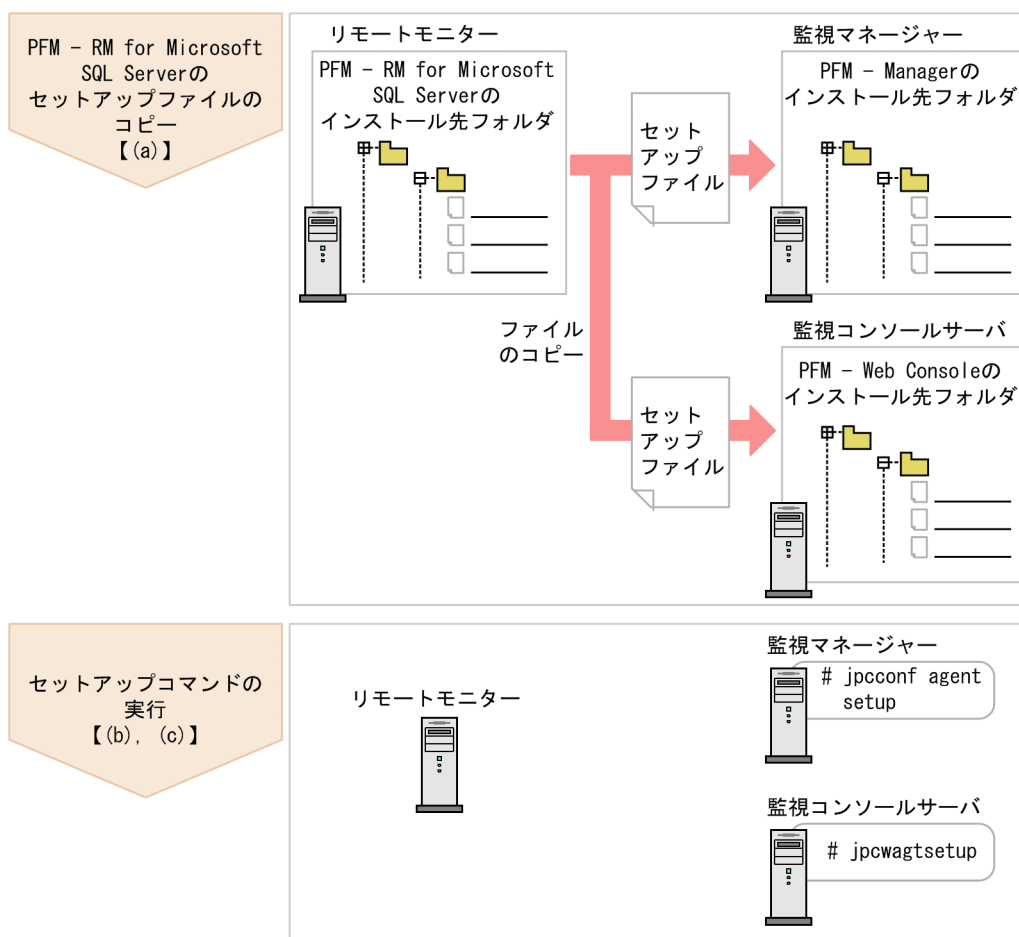 PFM - RM for Microsoft
SQL Serverの
セットアップファイルの
コピー
【(a)】
リモートモニター
PFM - RM for Microsoft
SQL Serverの
インストール先フォルダ
セット
アップ
ファイル
監視マネージャー
PFM - Managerの
インストール先フォルダ
ファイル
のコピー
セット
アップ
ファイル
監視コンソールサーバ
PFM - Web Consoleの
インストール先フォルダ
セットアップコマンドの
実行
【(b), (c)】
リモートモニター
監視マネージャー
# jpcconf agent
setup
監視コンソールサーバ
# jpcwagtsetup